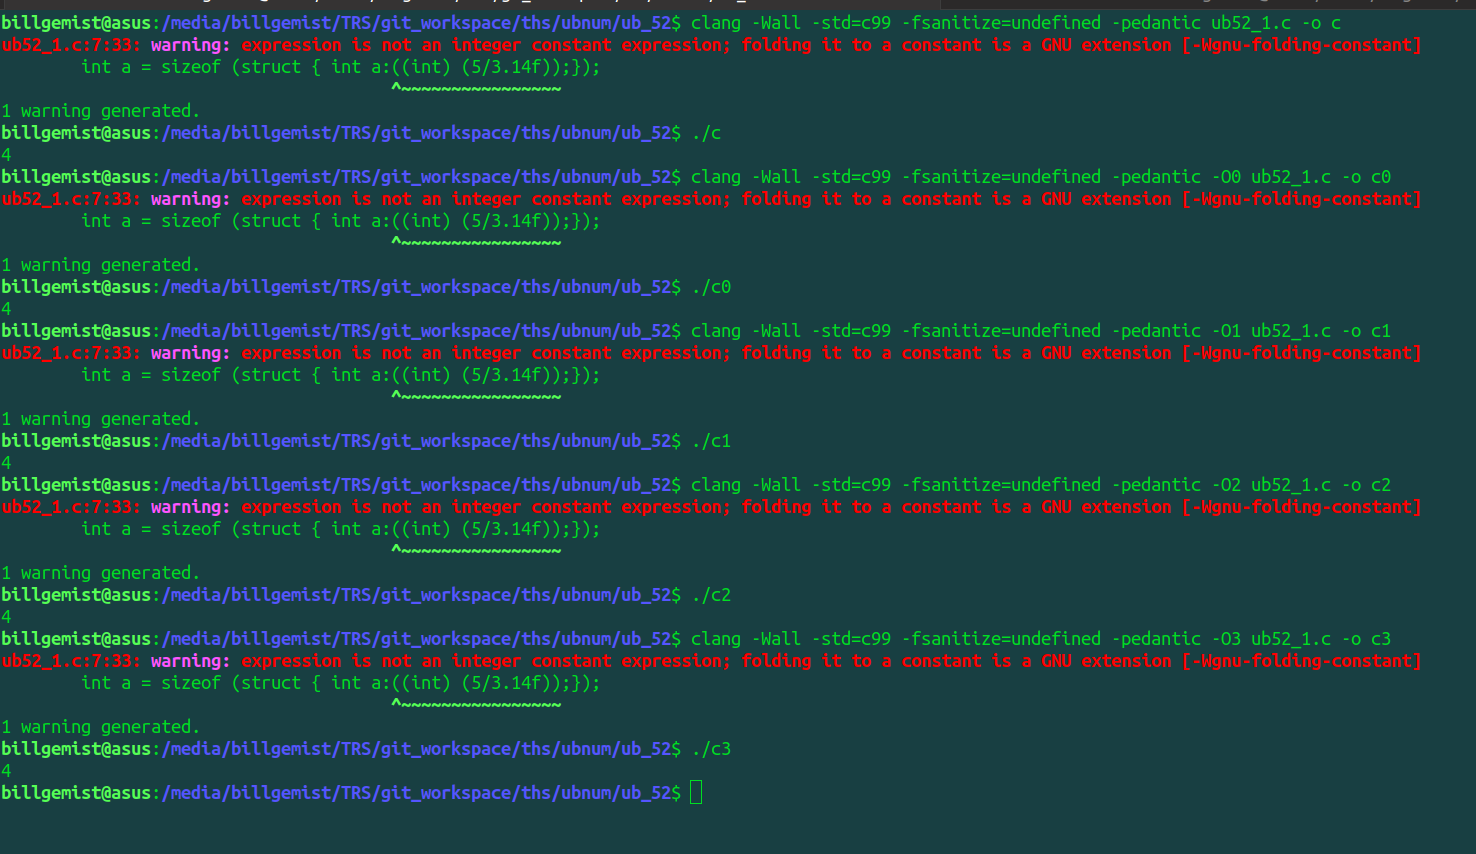 billgemist@asus:/media/billgemist/TRS/git_workspace/ths/ubnum/ub_52$ clang -Wall -std=c99 -fsanitize=undefined -pedantic ub52_1.c -o c
ub52_1.c:7:33: warning: expression is not an integer constant expression; folding it to a constant is a GNU extension [-Wgnu-folding-constant]
        int a = sizeof (struct { int a:((int) (5/3.14f));});
                                       ^~~~~~~~~~~~~~~~~
1 warning generated.
billgemist@asus:/media/billgemist/TRS/git_workspace/ths/ubnum/ub_52$ ./c
4
billgemist@asus:/media/billgemist/TRS/git_workspace/ths/ubnum/ub_52$ clang -Wall -std=c99 -fsanitize=undefined -pedantic -O0 ub52_1.c -o c0
ub52_1.c:7:33: warning: expression is not an integer constant expression; folding it to a constant is a GNU extension [-Wgnu-folding-constant]
        int a = sizeof (struct { int a:((int) (5/3.14f));});
                                       ^~~~~~~~~~~~~~~~~
1 warning generated.
billgemist@asus:/media/billgemist/TRS/git_workspace/ths/ubnum/ub_52$ ./c0
4
billgemist@asus:/media/billgemist/TRS/git_workspace/ths/ubnum/ub_52$ clang -Wall -std=c99 -fsanitize=undefined -pedantic -O1 ub52_1.c -o c1
ub52_1.c:7:33: warning: expression is not an integer constant expression; folding it to a constant is a GNU extension [-Wgnu-folding-constant]
        int a = sizeof (struct { int a:((int) (5/3.14f));});
                                       ^~~~~~~~~~~~~~~~~
1 warning generated.
billgemist@asus:/media/billgemist/TRS/git_workspace/ths/ubnum/ub_52$ ./c1
4
billgemist@asus:/media/billgemist/TRS/git_workspace/ths/ubnum/ub_52$ clang -Wall -std=c99 -fsanitize=undefined -pedantic -O2 ub52_1.c -o c2
ub52_1.c:7:33: warning: expression is not an integer constant expression; folding it to a constant is a GNU extension [-Wgnu-folding-constant]
        int a = sizeof (struct { int a:((int) (5/3.14f));});
                                       ^~~~~~~~~~~~~~~~~
1 warning generated.
billgemist@asus:/media/billgemist/TRS/git_workspace/ths/ubnum/ub_52$ ./c2
4
billgemist@asus:/media/billgemist/TRS/git_workspace/ths/ubnum/ub_52$ clang -Wall -std=c99 -fsanitize=undefined -pedantic -O3 ub52_1.c -o c3
ub52_1.c:7:33: warning: expression is not an integer constant expression; folding it to a constant is a GNU extension [-Wgnu-folding-constant]
        int a = sizeof (struct { int a:((int) (5/3.14f));});
                                       ^~~~~~~~~~~~~~~~~
1 warning generated.
billgemist@asus:/media/billgemist/TRS/git_workspace/ths/ubnum/ub_52$ ./c3
4
billgemist@asus:/media/billgemist/TRS/git_workspace/ths/ubnum/ub_52$